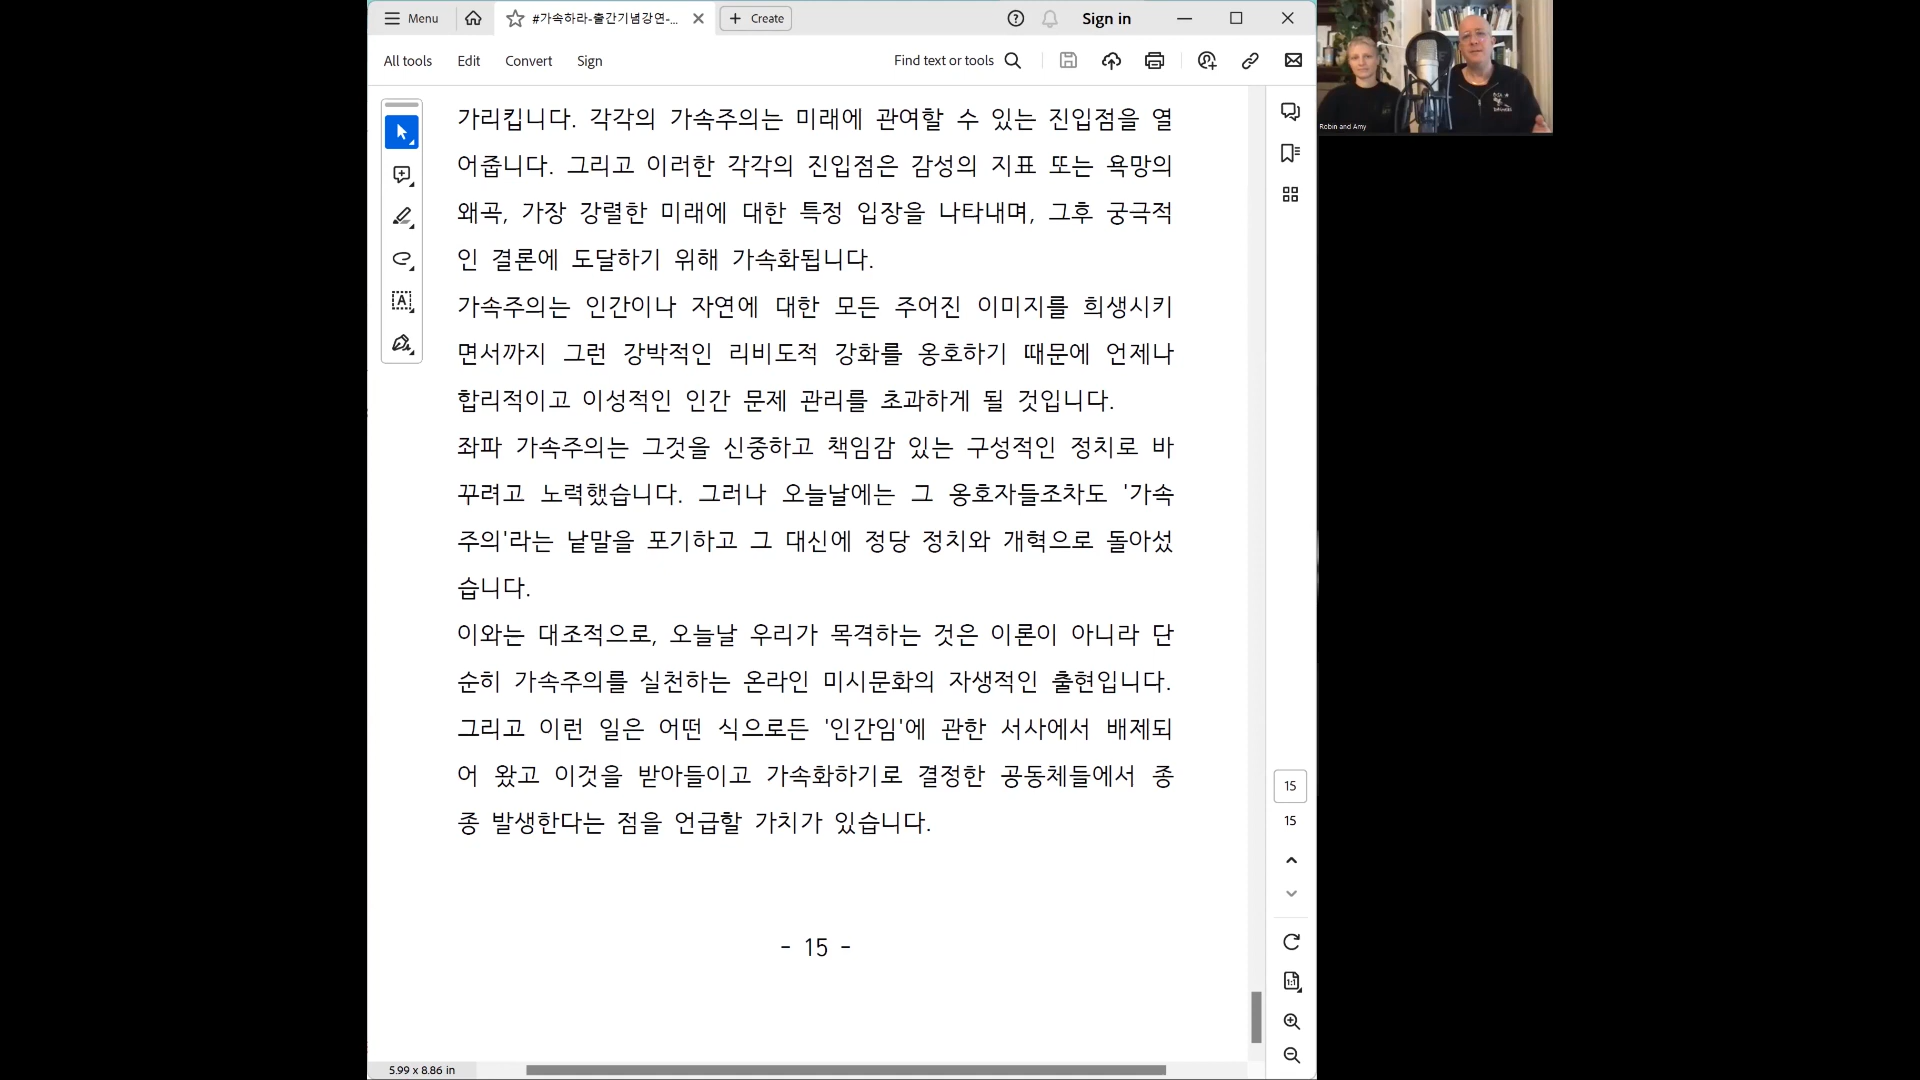 Menu
#가속하라-출간기념강연-...
Create
Sign in
All tools
Edit
Convert
Sign
Find text or tools
가리킵니다. 각각의 가속주의는 미래에 관여할 수 있는 진입점을 열
어줍니다. 그리고 이러한 각각의 진입점은 감성의 지표 또는 욕망의
왜곡, 가장 강렬한 미래에 대한 특정 입장을 나타내며, 그후 궁극적
인 결론에 도달하기 위해 가속화됩니다.
가속주의는 인간이나 자연에 대한 모든 주어진 이미지를 희생시키
면서까지 그런 강박적인 리비도적 강화를 옹호하기 때문에 언제나
합리적이고 이성적인 인간 문제 관리를 초과하게 될 것입니다.
좌파 가속주의는 그것을 신중하고 책임감 있는 구성적인 정치로 바
꾸려고 노력했습니다. 그러나 오늘날에는 그 옹호자들조차도 '가속
주의'라는 낱말을 포기하고 그 대신에 정당 정치와 개혁으로 돌아섰
습니다.
이와는 대조적으로, 오늘날 우리가 목격하는 것은 이론이 아니라 단
순히 가속주의를 실천하는 온라인 미시문화의 자생적인 출현입니다.
그리고 이런 일은 어떤 식으로든 '인간임'에 관한 서사에서 배제되
어 왔고 이것을 받아들이고 가속화하기로 결정한 공동체들에서 종
종 발생한다는 점을 언급할 가치가 있습니다.
- 15 -
15
15
5.99 x 8.86 in
Robin and Amy